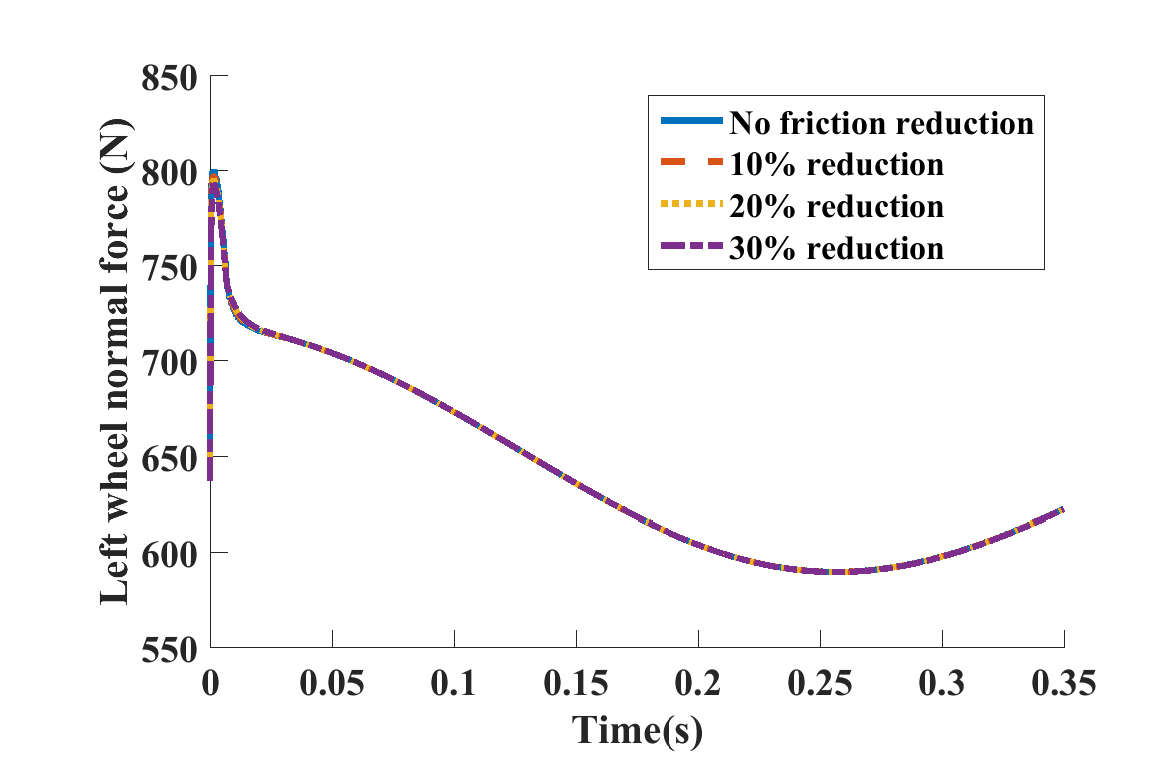 850
800
750
700
650
600
550
Left wheel normal force (N)
No friction reduction
10% reduction
20% reduction
30% reduction
0
0.05
0.1
0.15
0.2
0.25
0.3
0.35
Time(s)